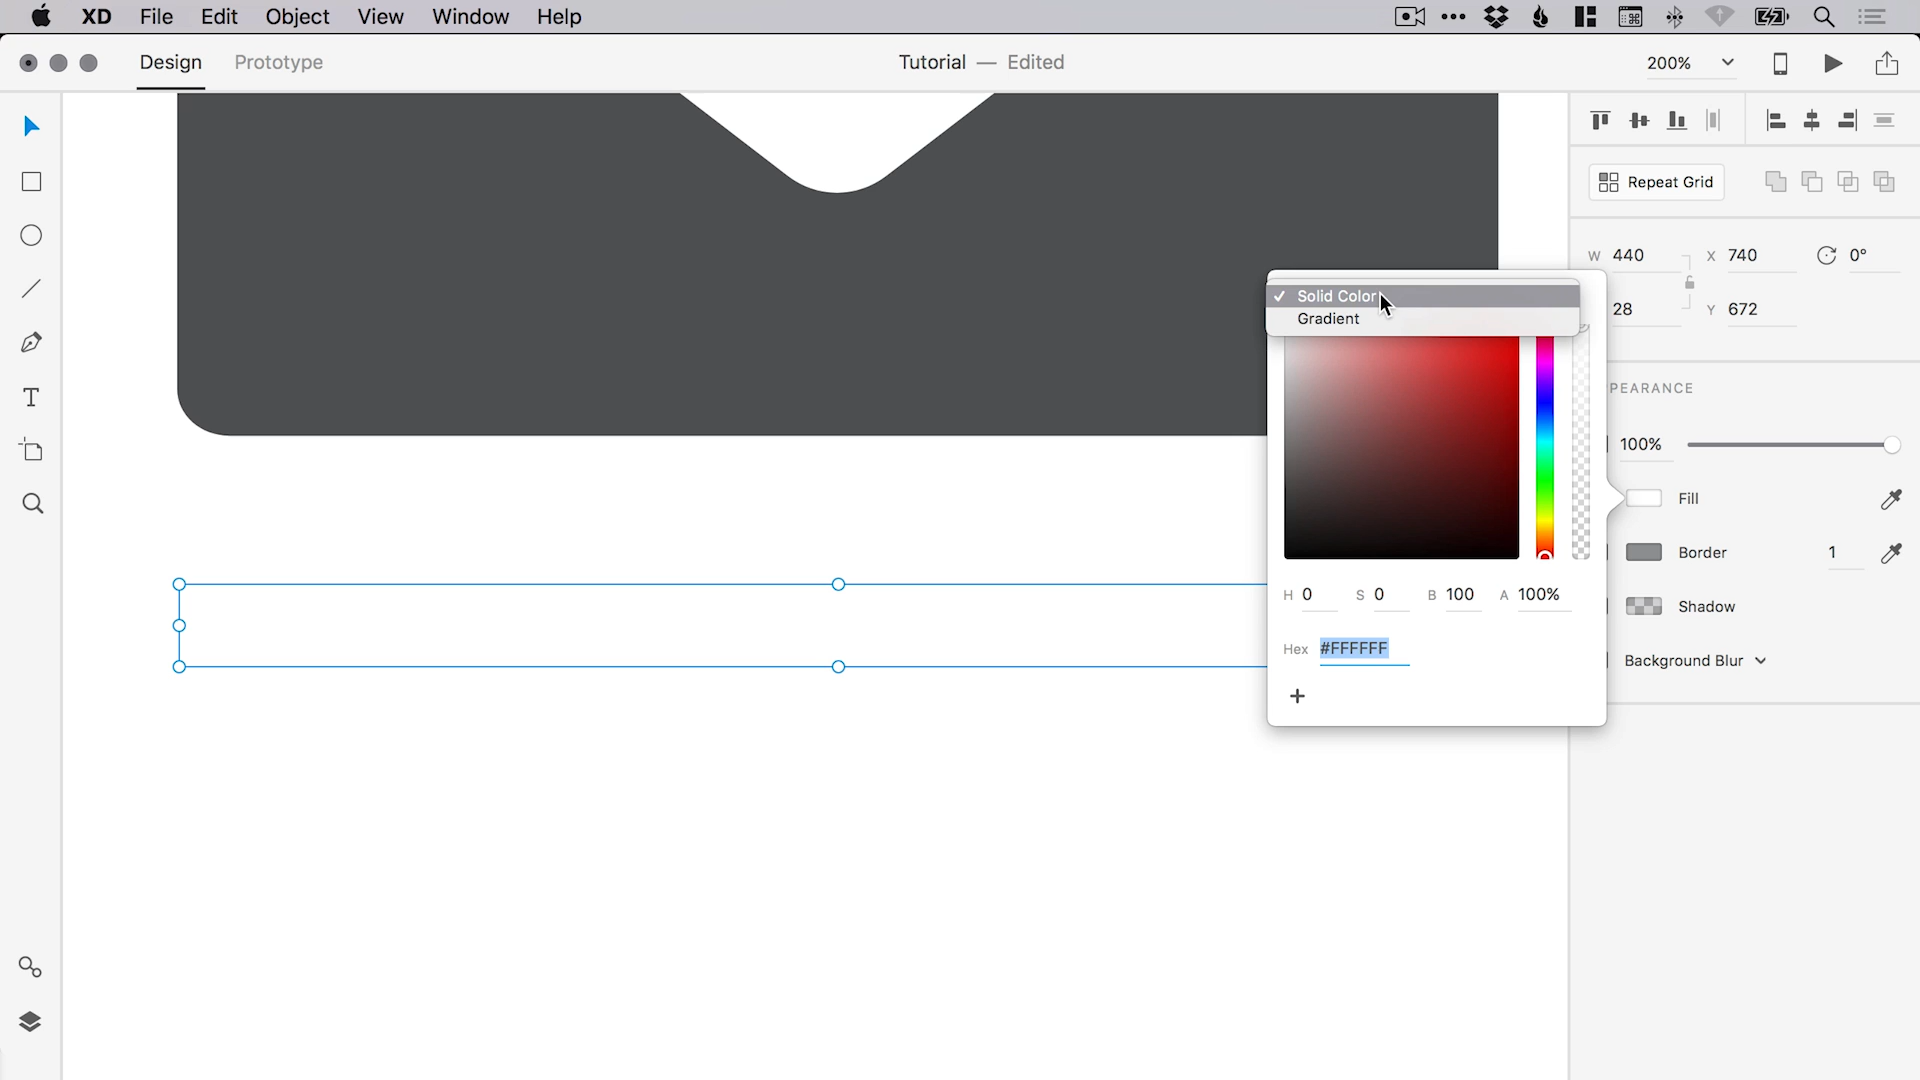 XD File Edit Object View Window Help
Design Prototype Tutorial — Edited 200%
Repeat Grid
W 440 X 740 0°
28 Y 672
✓ Solid Color
Gradient
PEARANCE
100%
Fill
Border 1
H 0 S 0 B 100 A 100%
Shadow
Hex #FFFFFF
Background Blur
+
T